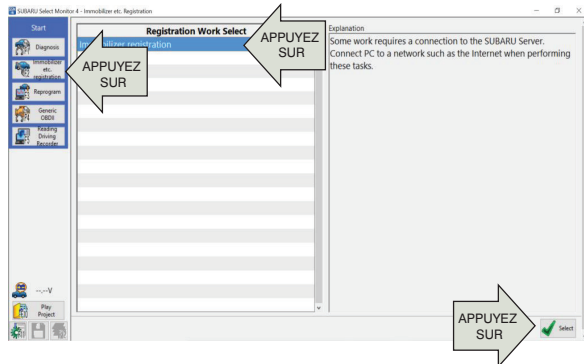 SUBARU Select Monitor 4 - Immobilizer etc. Registration
Start
Diagnosis
Immobilizer
etc.
registration
Reprogram
Generic
OBDII
Reading
Driving
Recorder
--.--V
Play
Project
Registration Work Select
Immobilizer registration
APPUYEZ
SUR
APPUYEZ
SUR
Explanation
Some work requires a connection to the SUBARU Server.
Connect PC to a network such as the Internet when performing
these tasks.
APPUYEZ
SUR
Select